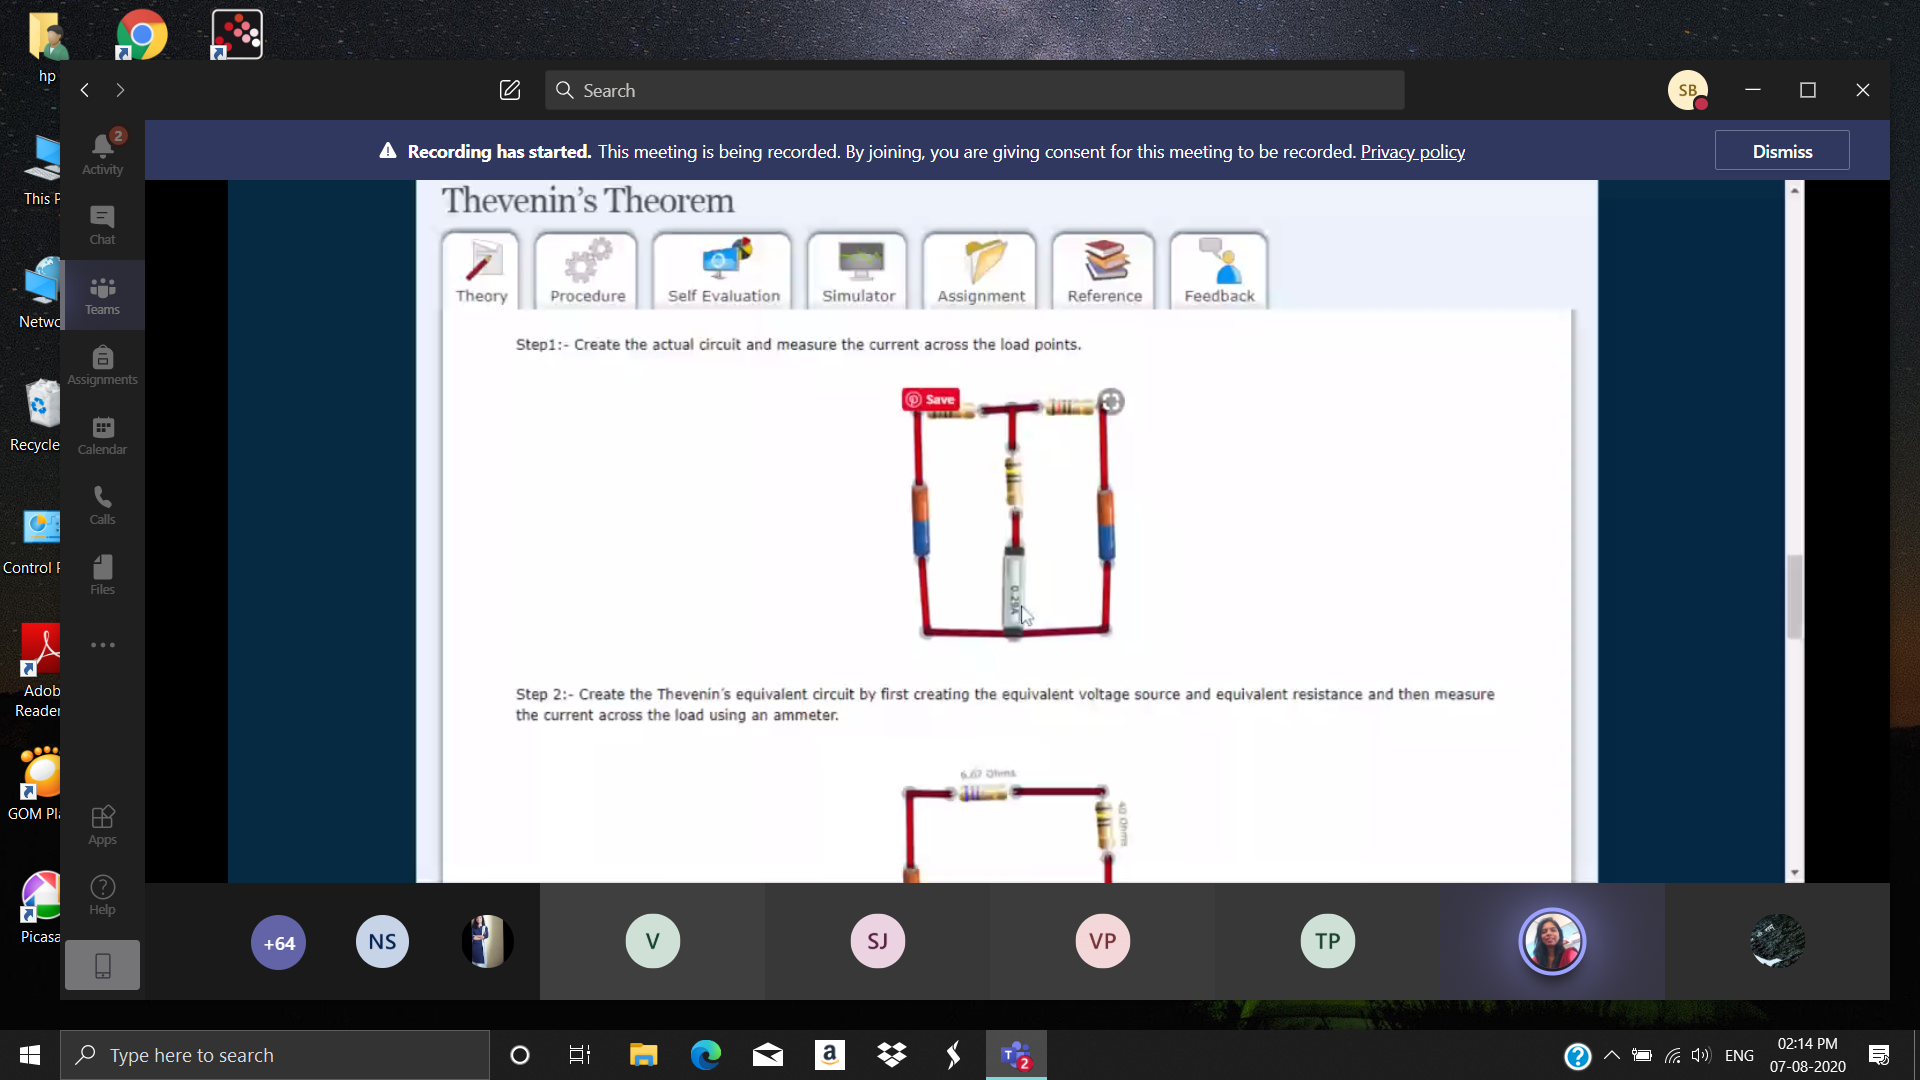 hp
Search
SB
2
Activity
Recording has started. This meeting is being recorded. By joining, you are giving consent for this meeting to be recorded. Privacy policy
Dismiss
This P
Chat
Thevenin's Theorem
Theory
Procedure
Self Evaluation
Simulator
Assignment
Reference
Feedback
Netwo
Teams
Step1:- Create the actual circuit and measure the current across the load points.
Assignments
Save
Recycle
Calendar
Calls
Control P
Files
0.29A
Adob
Reader
Step 2:- Create the Thevenin's equivalent circuit by first creating the equivalent voltage source and equivalent resistance and then measure
the current across the load using an ammeter.
6.67 Ohms
40 Ohms
GOM Pla
Apps
Help
Picasa
+64
NS
V
SJ
VP
TP
Type here to search
a
T
2
ENG
02:14 PM
07-08-2020